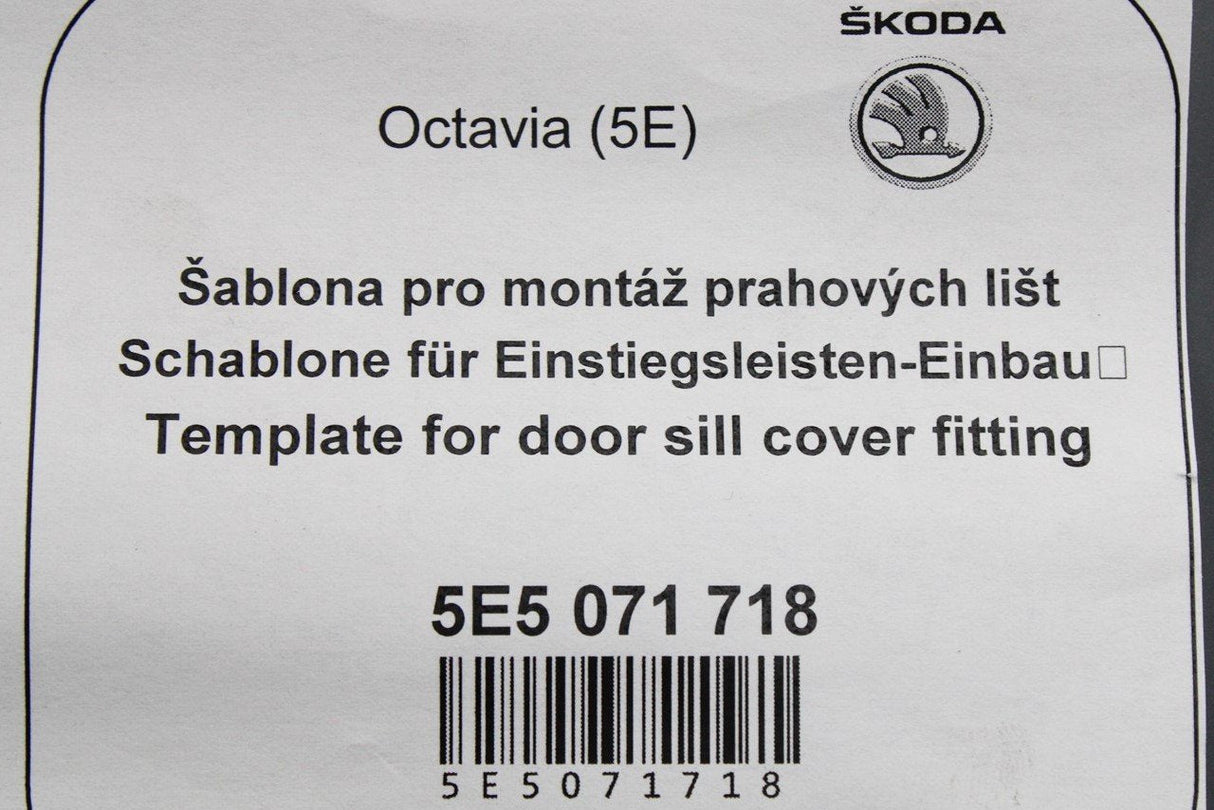 ŠKODA
Octavia (5E)
Šablona pro montáž prahových lišt
Schablone für Einstiegsleisten-Einbau□
Template for door sill cover fitting
5E5 071 718
5E5071718